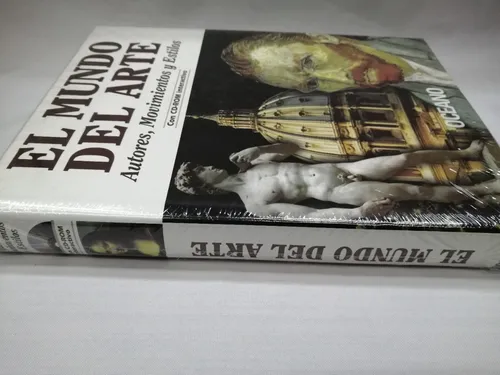 EL MUNDO
DEL ARTE
Autores, Movimientos y Estilos
Con CD-ROM interactivo
OCEANO
EL MUNDO DEL ARTE